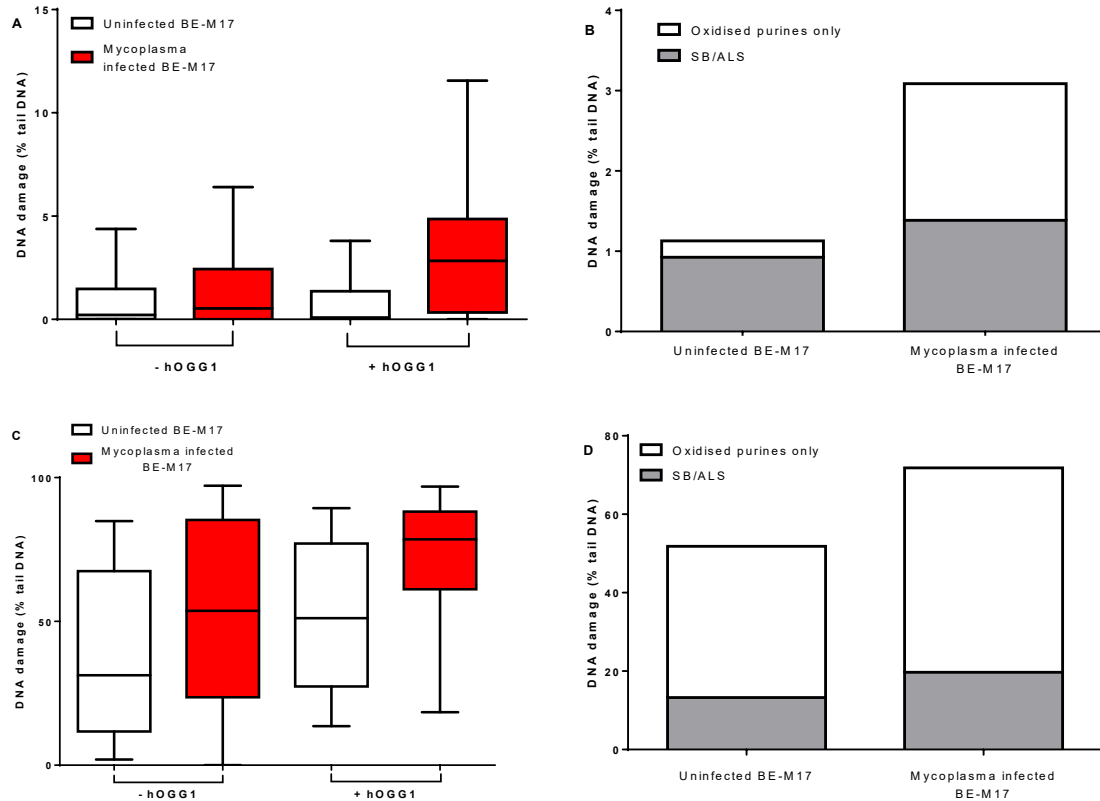 A
Uninfected BE-M17
Mycoplasma
infected BE-M17
DNA damage (% tail DNA)
15
10
5
0
- hOGG1
+ hOGG1
B
Oxidised purines only
SB/ALS
DNA damage (% tail DNA)
4
3
2
1
0
Uninfected BE-M17
Mycoplasma infected
BE-M17
C
Uninfected BE-M17
Mycoplasma infected
BE-M17
DNA damage (% tail DNA)
100
50
0
- hOGG1
+ hOGG1
D
Oxidised purines only
SB/ALS
DNA damage (% tail DNA)
80
60
40
20
0
Uninfected BE-M17
Mycoplasma infected
BE-M17